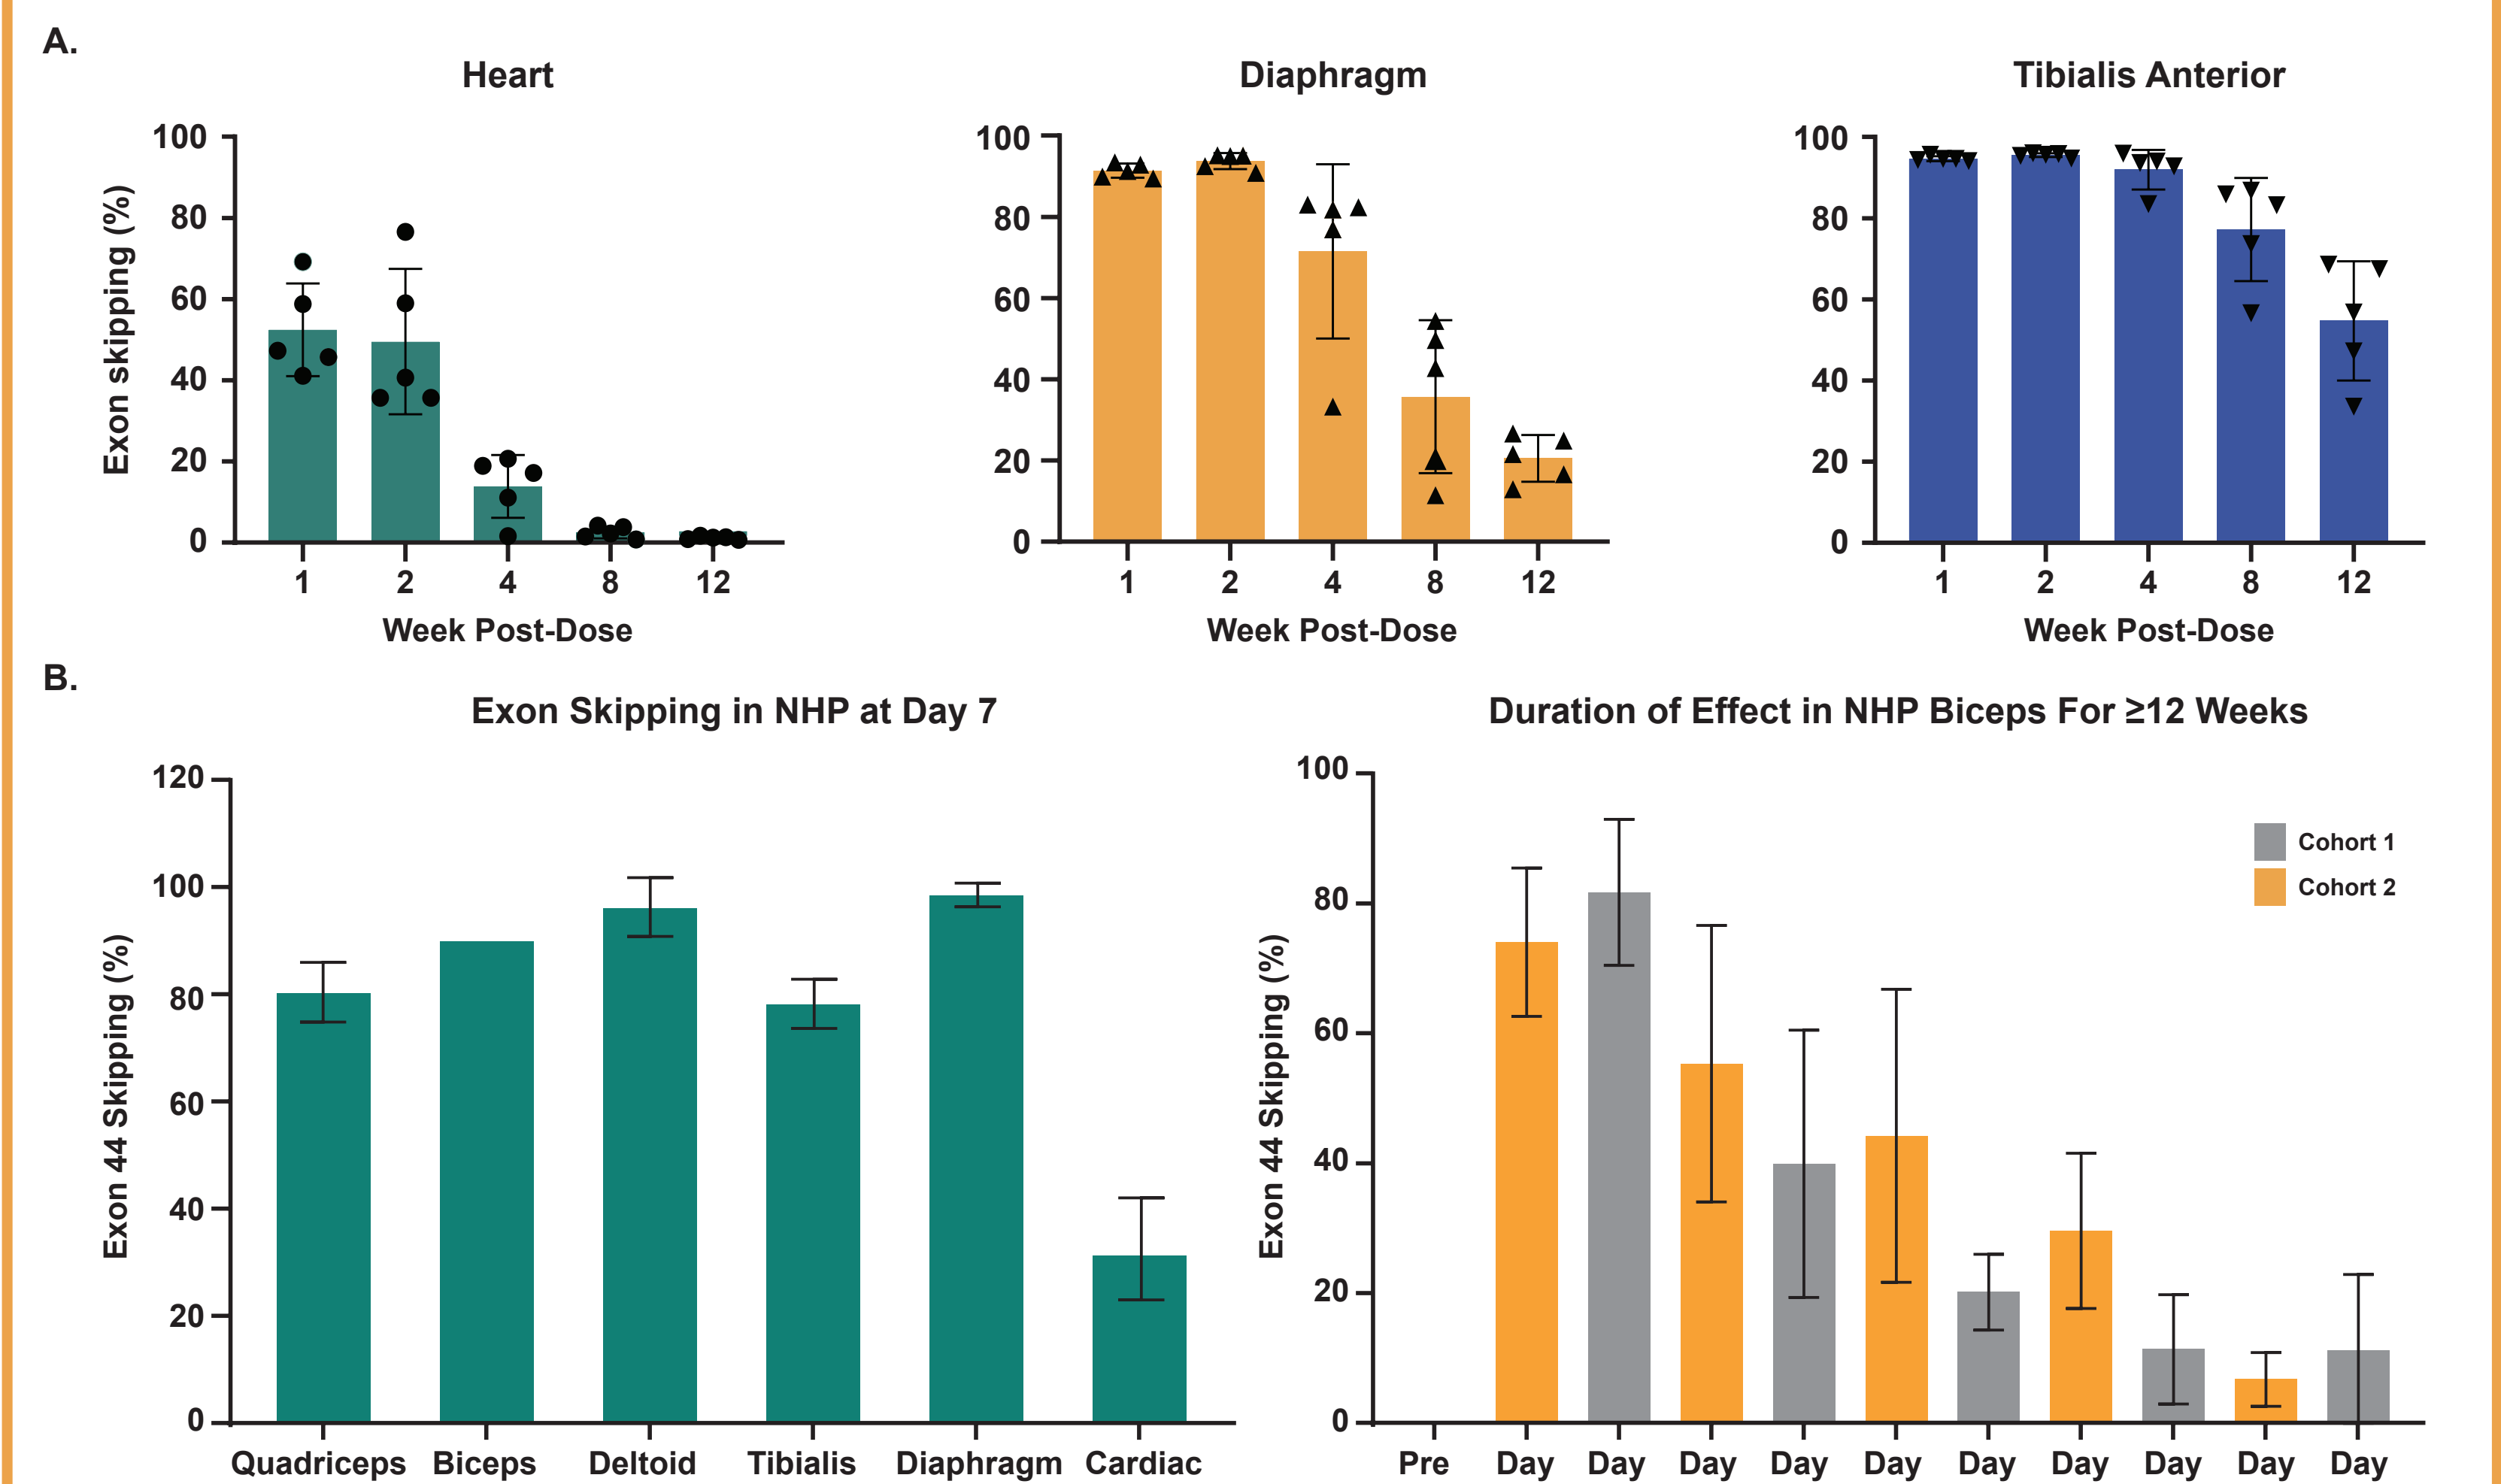 A.
Heart
Diaphragm
Tibialis Anterior
Exon skipping (%)
100
80
60
40
20
0
1 2 4 8 12
Week Post-Dose
100
80
60
40
20
0
1 2 4 8 12
Week Post-Dose
100
80
60
40
20
0
1 2 4 8 12
Week Post-Dose
B.
Exon Skipping in NHP at Day 7
Exon 44 Skipping (%)
120
100
80
60
40
20
0
Quadriceps Biceps Deltoid Tibialis Diaphragm Cardiac
Duration of Effect in NHP Biceps For ≥12 Weeks
Exon 44 Skipping (%)
100
80
60
40
20
0
Cohort 1
Cohort 2
Pre Day Day Day Day Day Day Day Day Day Day